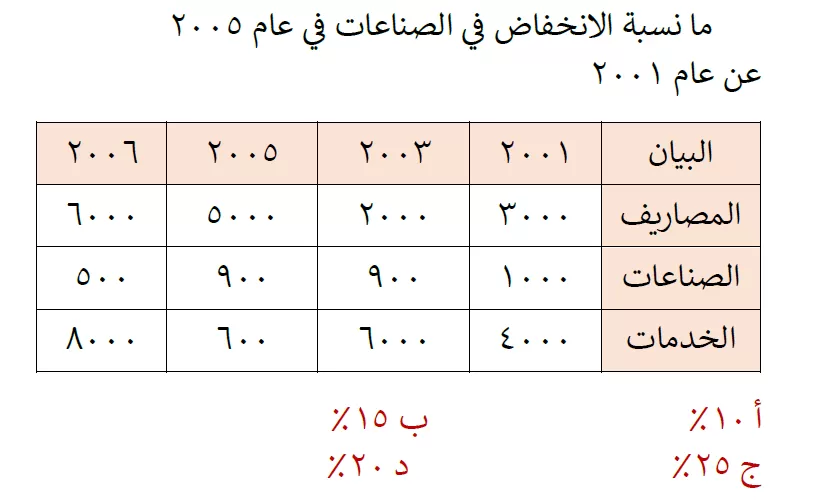 ما نسبة الانخفاض في الصناعات في عام ٢٠٠٥
عن عام ٢٠٠١
البيان ٢٠٠١ ٢٠٠٣ ٢٠٠٥ ٢٠٠٦
المصاريف ٣٠٠٠ ٢٠٠٠ ٥٠٠٠ ٦٠٠٠
الصناعات ١٠٠٠ ٩٠٠ ٩٠٠ ٥٠٠
الخدمات ٤٠٠٠ ٦٠٠٠ ٦٠٠ ٨٠٠٠
أ ١٠٪ ب ١٥٪
ج ٢٥٪ د ٢٠٪